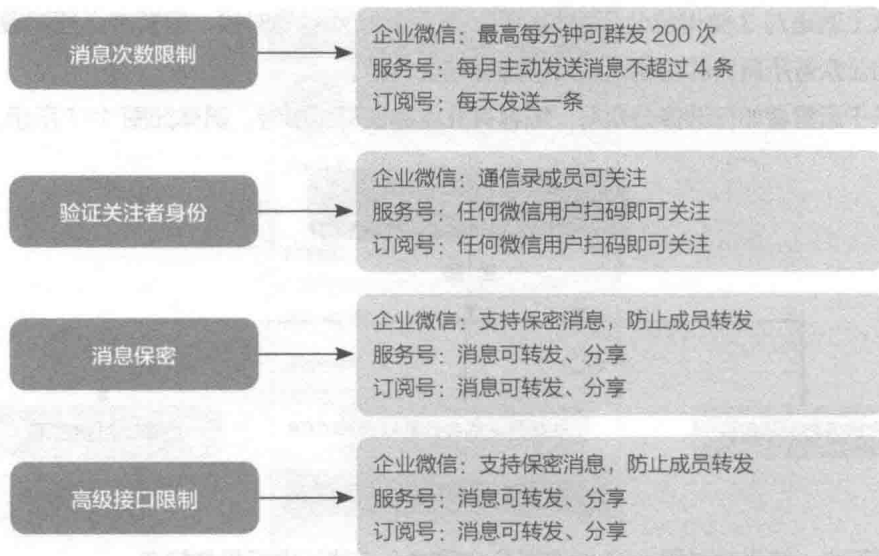 消息次数限制
企业微信：最高每分钟可群发 200 次
服务号：每月主动发送消息不超过 4 条
订阅号：每天发送一条
验证关注者身份
企业微信：通信录成员可关注
服务号：任何微信用户扫码即可关注
订阅号：任何微信用户扫码即可关注
消息保密
企业微信：支持保密消息，防止成员转发
服务号：消息可转发、分享
订阅号：消息可转发、分享
高级接口限制
企业微信：支持保密消息，防止成员转发
服务号：消息可转发、分享
订阅号：消息可转发、分享